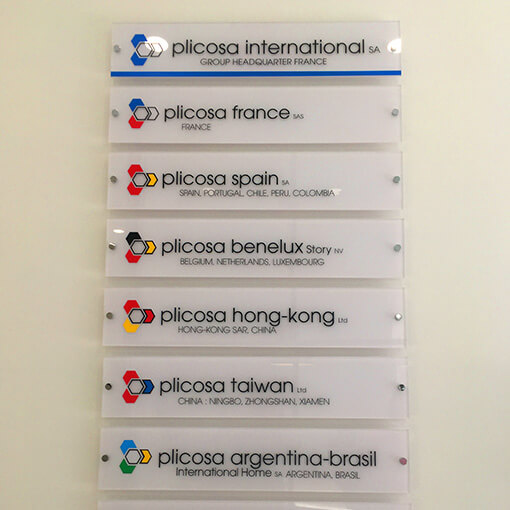 plicosa international SA
GROUP HEADQUARTER FRANCE
plicosa france SAS
FRANCE
plicosa spain SA
SPAIN, PORTUGAL, CHILE, PERU, COLOMBIA
plicosa benelux Story NV
BELGIUM, NETHERLANDS, LUXEMBOURG
plicosa hong-kong Ltd
HONG-KONG SAR, CHINA
plicosa taiwan Ltd
CHINA : NINGBO, ZHONGSHAN, XIAMEN
plicosa argentina-brasil
International Home SA ARGENTINA, BRASIL